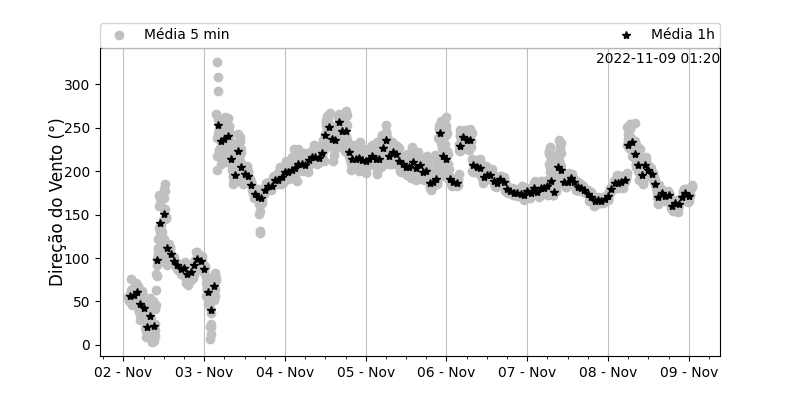 Média 5 min
Média 1h
2022-11-09 01:20
Direção do Vento (°)
300
250
200
150
100
50
0
02 - Nov
03 - Nov
04 - Nov
05 - Nov
06 - Nov
07 - Nov
08 - Nov
09 - Nov